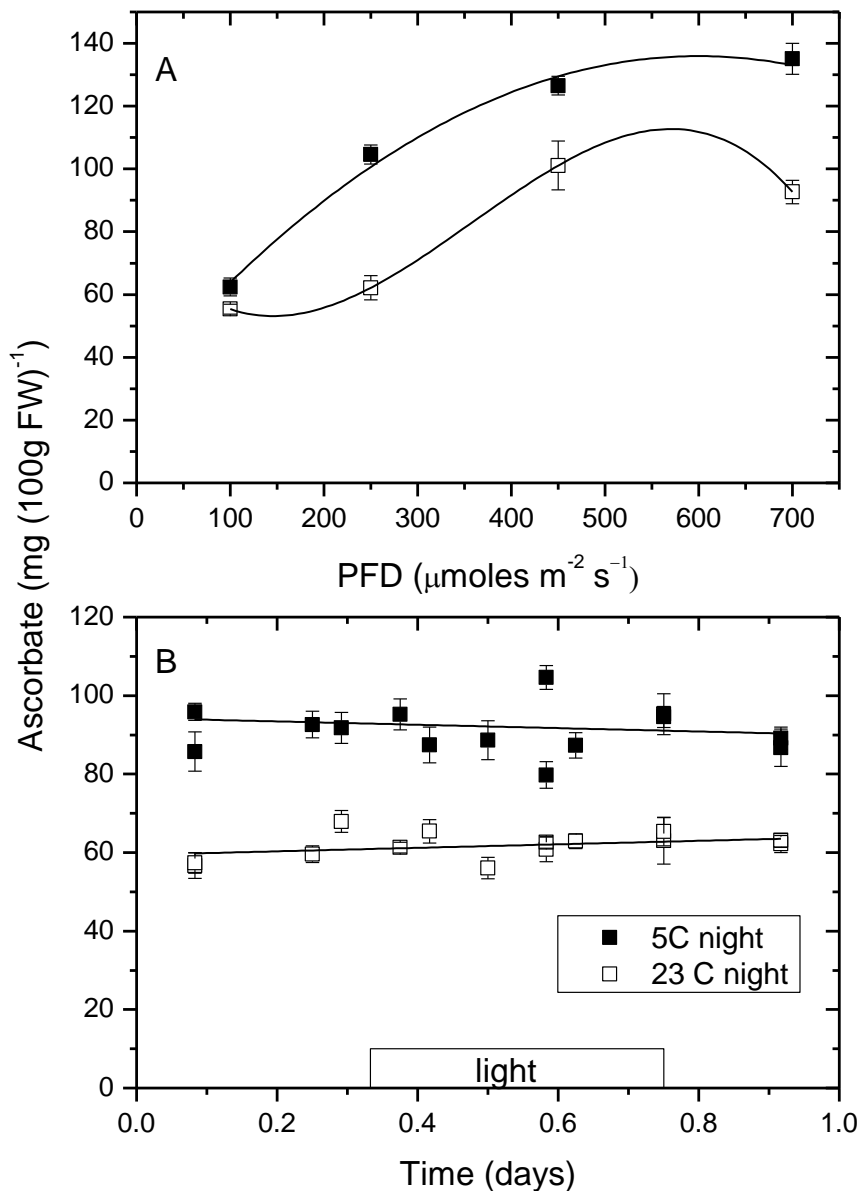 Ascorbate (mg (100g FW)⁻¹
A
140
120
100
80
60
40
20
0
100 200 300 400 500 600 700
PFD (μmoles m⁻² s⁻¹)
B
120
100
80
60
40
20
0
5C night
23 C night
light
0.0 0.2 0.4 0.6 0.8 1.0
Time (days)